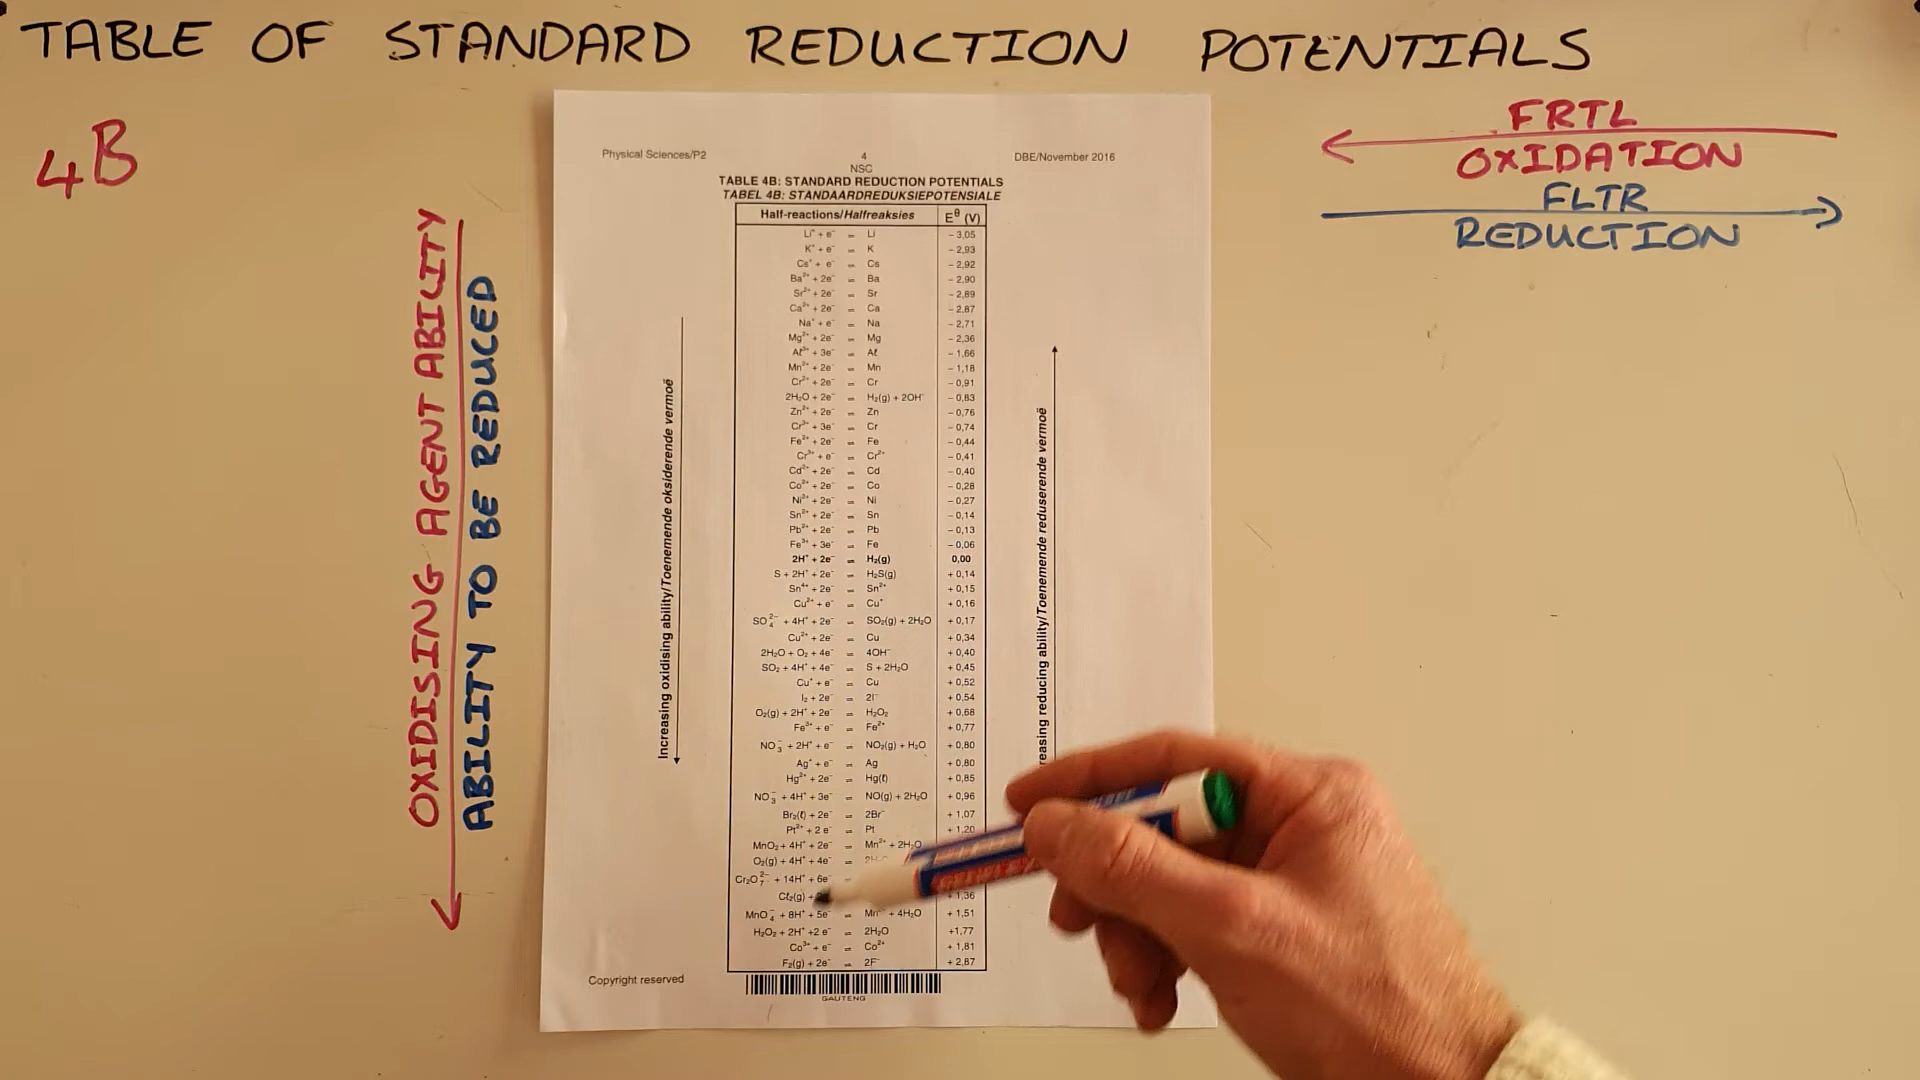 TABLE OF STANDARD REDUCTION POTENTIALS
4B
FRTL
OXIDATION
FLTR
REDUCTION
OXIDISING AGENT ABILITY
ABILITY TO BE REDUCED
Physical Sciences/P2 4 DBE/November 2016
NSC
TABLE 4B: STANDARD REDUCTION POTENTIALS
TABEL 4B: STANDAARDREDUKSIEPOTENSIALE
Half-reactions/Halfreaksies E⁰ (V)
Li⁺ + e⁻ ⇌ Li − 3,05
K⁺ + e⁻ ⇌ K − 2,93
Cs⁺ + e⁻ ⇌ Cs − 2,92
Ba²⁺ + 2e⁻ ⇌ Ba − 2,90
Sr²⁺ + 2e⁻ ⇌ Sr − 2,89
Ca²⁺ + 2e⁻ ⇌ Ca − 2,87
Na⁺ + e⁻ ⇌ Na − 2,71
Mg²⁺ + 2e⁻ ⇌ Mg − 2,36
Aℓ³⁺ + 3e⁻ ⇌ Aℓ − 1,66
Mn²⁺ + 2e⁻ ⇌ Mn − 1,18
Cr²⁺ + 2e⁻ ⇌ Cr − 0,91
2H₂O + 2e⁻ ⇌ H₂(g) + 2OH⁻ − 0,83
Zn²⁺ + 2e⁻ ⇌ Zn − 0,76
Cr³⁺ + 3e⁻ ⇌ Cr − 0,74
Fe²⁺ + 2e⁻ ⇌ Fe − 0,44
Cr³⁺ + e⁻ ⇌ Cr²⁺ − 0,41
Cd²⁺ + 2e⁻ ⇌ Cd − 0,40
Co²⁺ + 2e⁻ ⇌ Co − 0,28
Ni²⁺ + 2e⁻ ⇌ Ni − 0,27
Sn²⁺ + 2e⁻ ⇌ Sn − 0,14
Pb²⁺ + 2e⁻ ⇌ Pb − 0,13
Fe³⁺ + 3e⁻ ⇌ Fe − 0,06
2H⁺ + 2e⁻ ⇌ H₂(g) 0,00
S + 2H⁺ + 2e⁻ ⇌ H₂S(g) + 0,14
Sn⁴⁺ + 2e⁻ ⇌ Sn²⁺ + 0,15
Cu²⁺ + e⁻ ⇌ Cu⁺ + 0,16
SO₄²⁻ + 4H⁺ + 2e⁻ ⇌ SO₂(g) + 2H₂O + 0,17
Cu²⁺ + 2e⁻ ⇌ Cu + 0,34
2H₂O + O₂ + 4e⁻ ⇌ 4OH⁻ + 0,40
SO₂ + 4H⁺ + 4e⁻ ⇌ S + 2H₂O + 0,45
Cu⁺ + e⁻ ⇌ Cu + 0,52
I₂ + 2e⁻ ⇌ 2I⁻ + 0,54
O₂(g) + 2H⁺ + 2e⁻ ⇌ H₂O₂ + 0,68
Fe³⁺ + e⁻ ⇌ Fe²⁺ + 0,77
NO₃⁻ + 2H⁺ + e⁻ ⇌ NO₂(g) + H₂O + 0,80
Ag⁺ + e⁻ ⇌ Ag + 0,80
Hg²⁺ + 2e⁻ ⇌ Hg(ℓ) + 0,85
NO₃⁻ + 4H⁺ + 3e⁻ ⇌ NO(g) + 2H₂O + 0,96
Br₂(ℓ) + 2e⁻ ⇌ 2Br⁻ + 1,07
Pt²⁺ + 2 e⁻ ⇌ Pt + 1,20
MnO₂ + 4H⁺ + 2e⁻ ⇌ Mn²⁺ + 2H₂O
O₂(g) + 4H⁺ + 4e⁻ ⇌
Cr₂O₇²⁻ + 14H⁺ + 6e⁻ ⇌
Cℓ₂(g) + + 1,36
MnO₄⁻ + 8H⁺ + 5e⁻ ⇌ + 4H₂O + 1,51
H₂O₂ + 2H⁺ +2 e⁻ ⇌ 2H₂O +1,77
Co³⁺ + e⁻ ⇌ Co²⁺ + 1,81
F₂(g) + 2e⁻ ⇌ 2F⁻ + 2,87
Increasing oxidising ability/Toenemende oksiderende vermoë
reducing ability/Toenemende reduserende vermoë
Copyright reserved
GAUTENG